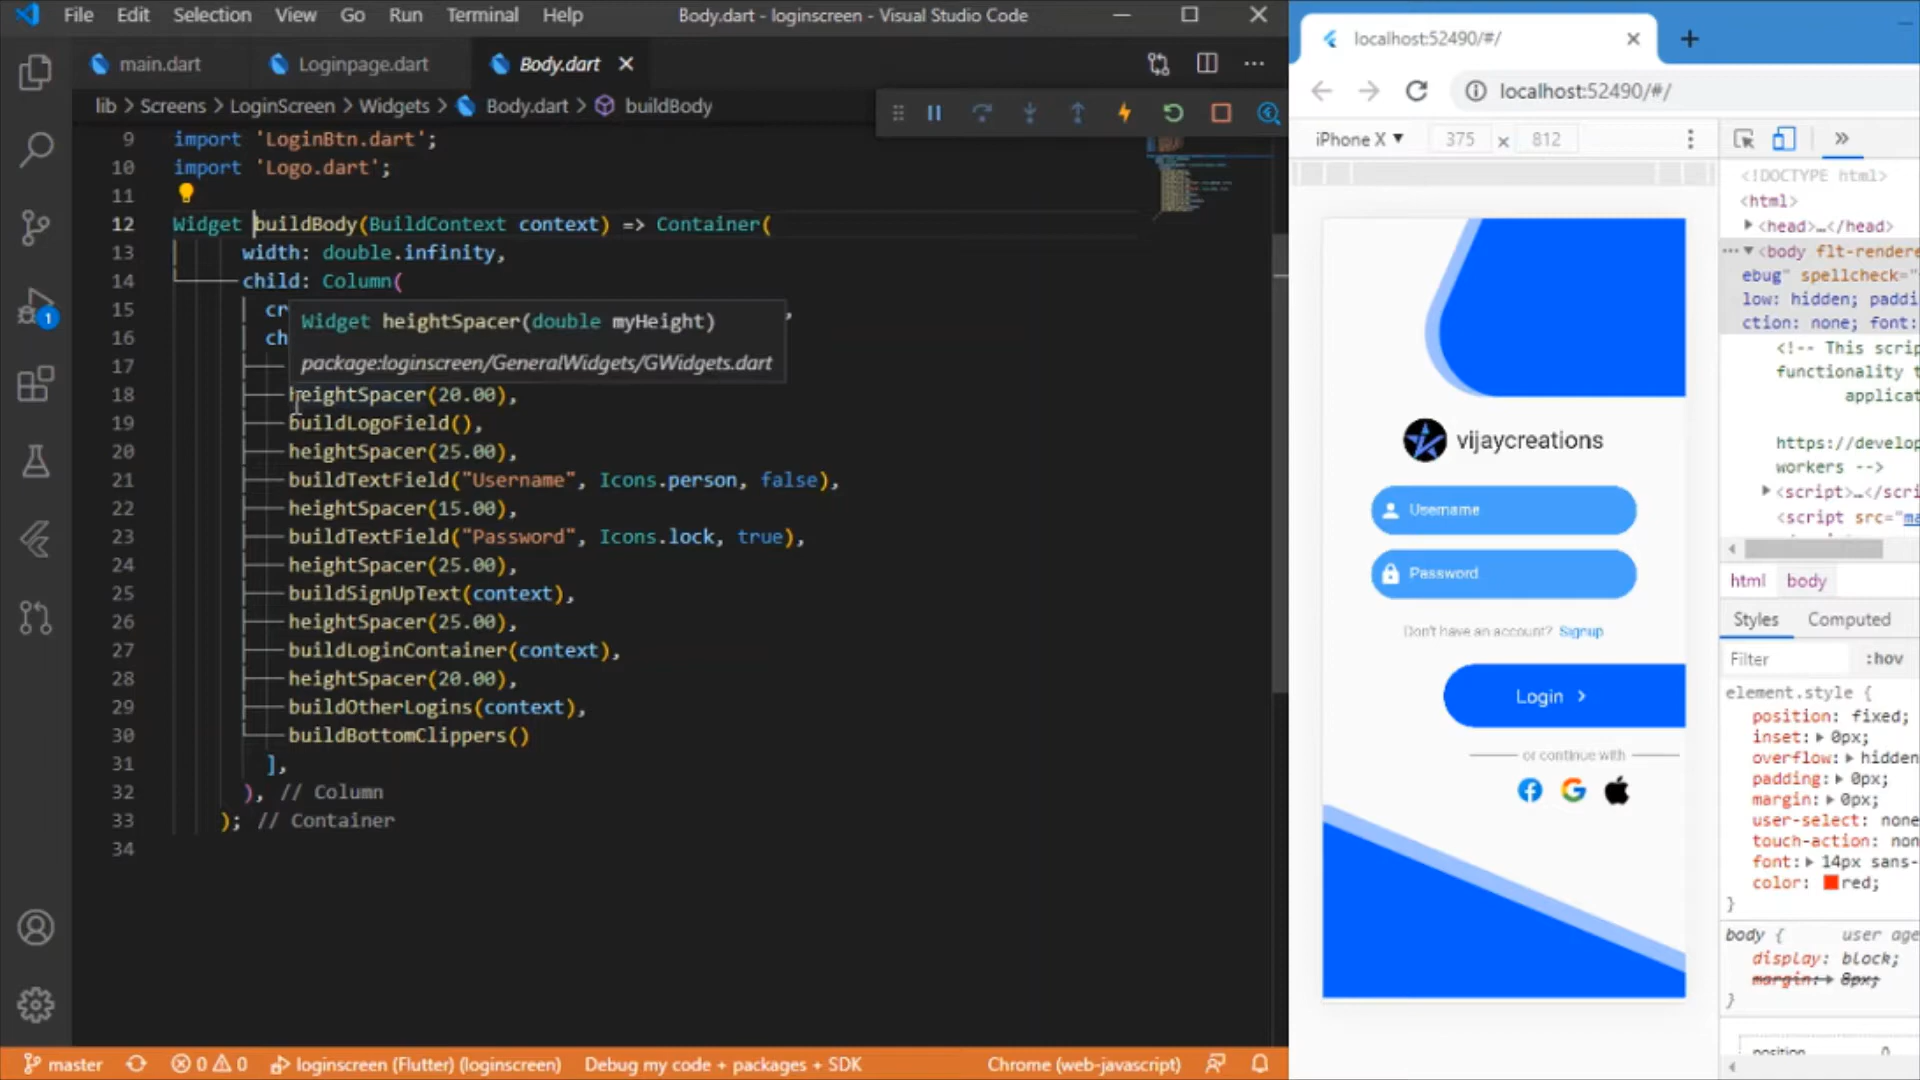 File Edit Selection View Go Run Terminal Help
Body.dart - loginscreen - Visual Studio Code
main.dart
Loginpage.dart
Body.dart
lib > Screens > LoginScreen > Widgets > Body.dart > buildBody
9 import 'LoginBtn.dart';
10 import 'Logo.dart';
11
12 Widget buildBody(BuildContext context) => Container(
13 width: double.infinity,
14 child: Column(
15 cr ,
16 ch
Widget heightSpacer(double myHeight)
package:loginscreen/GeneralWidgets/GWidgets.dart
17
18 heightSpacer(20.00),
19 buildLogoField(),
20 heightSpacer(25.00),
21 buildTextField("Username", Icons.person, false),
22 heightSpacer(15.00),
23 buildTextField("Password", Icons.lock, true),
24 heightSpacer(25.00),
25 buildSignUpText(context),
26 heightSpacer(25.00),
27 buildLoginContainer(context),
28 heightSpacer(20.00),
29 buildOtherLogins(context),
30 buildBottomClippers()
31 ],
32 ), // Column
33 ); // Container
34
1
master
0 0
loginscreen (Flutter) (loginscreen)
Debug my code + packages + SDK
Chrome (web-javascript)
localhost:52490/#/
localhost:52490/#/
iPhone X 375 x 812
vijaycreations
Username
Password
Don't have an account? Signup
Login >
or continue with
<!DOCTYPE html>
<html>
<head>…</head>
<body flt-rendere
ebug" spellcheck="
low: hidden; paddi
ction: none; font:
<!-- This scrip
functionality t
applicat
https://develop
workers -->
<script>…</scri
<script src="ma
html body
Styles Computed
Filter :hov
element.style {
position: fixed;
inset: 0px;
overflow: hidden
padding: 0px;
margin: 0px;
user-select: none
touch-action: non
font: 14px sans-
color: red;
}
body { user age
display: block;
margin: 8px;
}
position 0